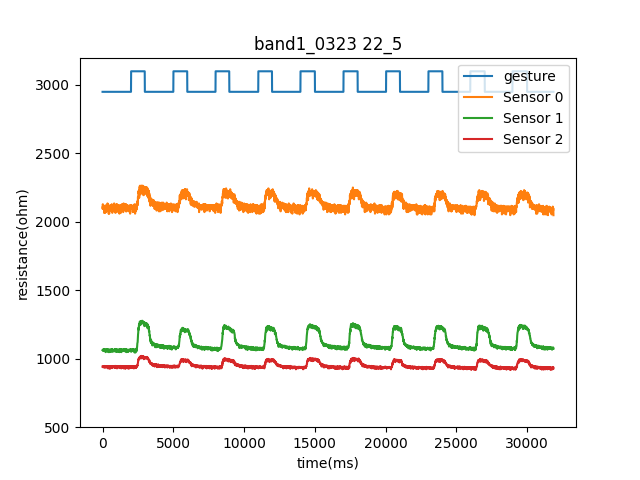 band1_0323 22_5
gesture
Sensor 0
Sensor 1
Sensor 2
resistance(ohm)
3000
2500
2000
1500
1000
500
0
5000
10000
15000
20000
25000
30000
time(ms)